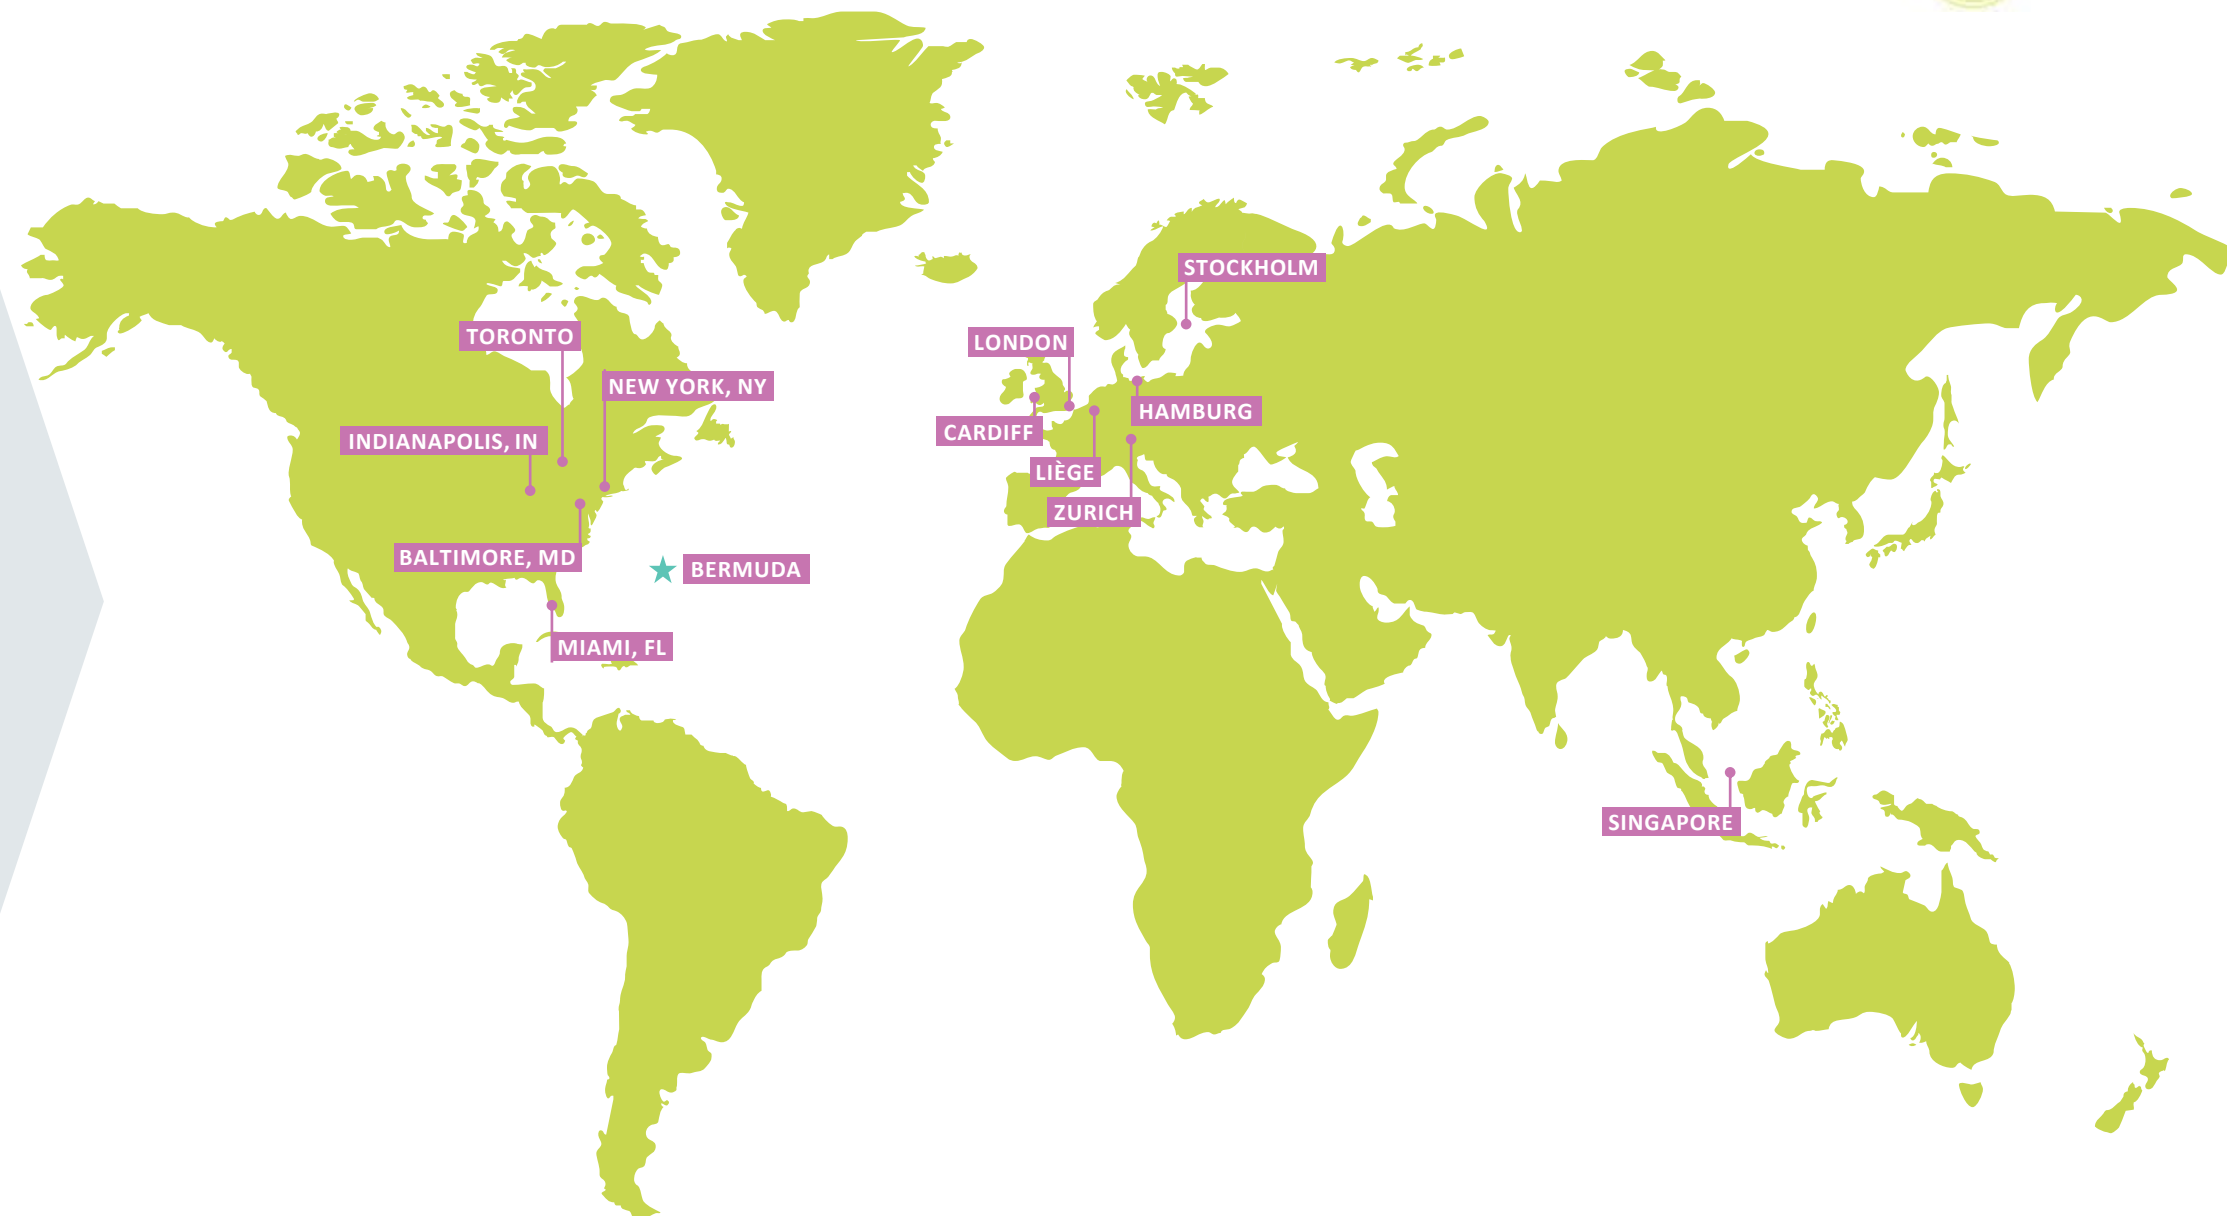 STOCKHOLM
TORONTO
LONDON
NEW YORK, NY
HAMBURG
CARDIFF
INDIANAPOLIS, IN
LIÈGE
ZURICH
BALTIMORE, MD
BERMUDA
MIAMI, FL
SINGAPORE